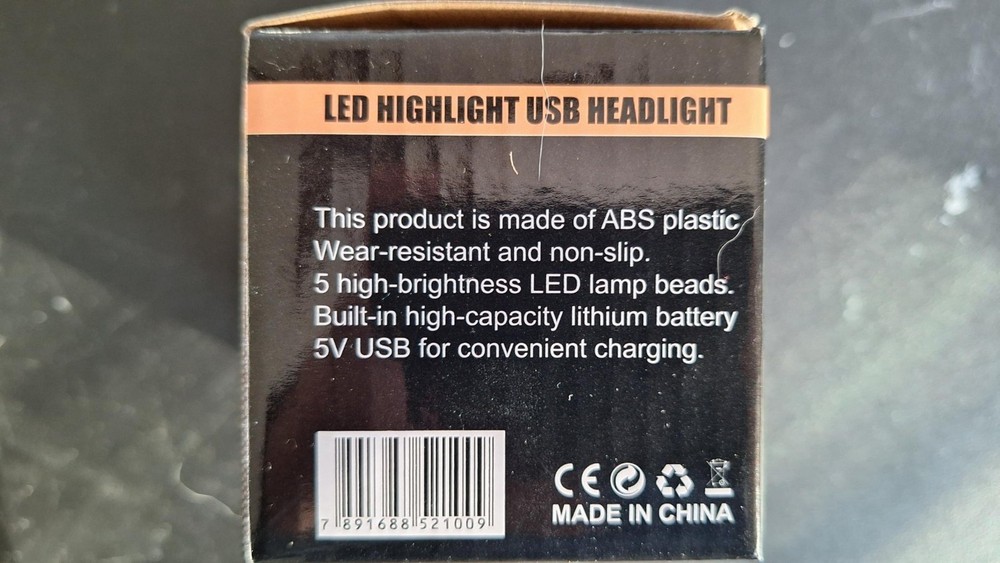 LED HIGHLIGHT USB HEADLIGHT
This product is made of ABS plastic
Wear-resistant and non-slip.
5 high-brightness LED lamp beads.
Built-in high-capacity lithium battery
5V USB for convenient charging.
7 891688 521009
CE
MADE IN CHINA